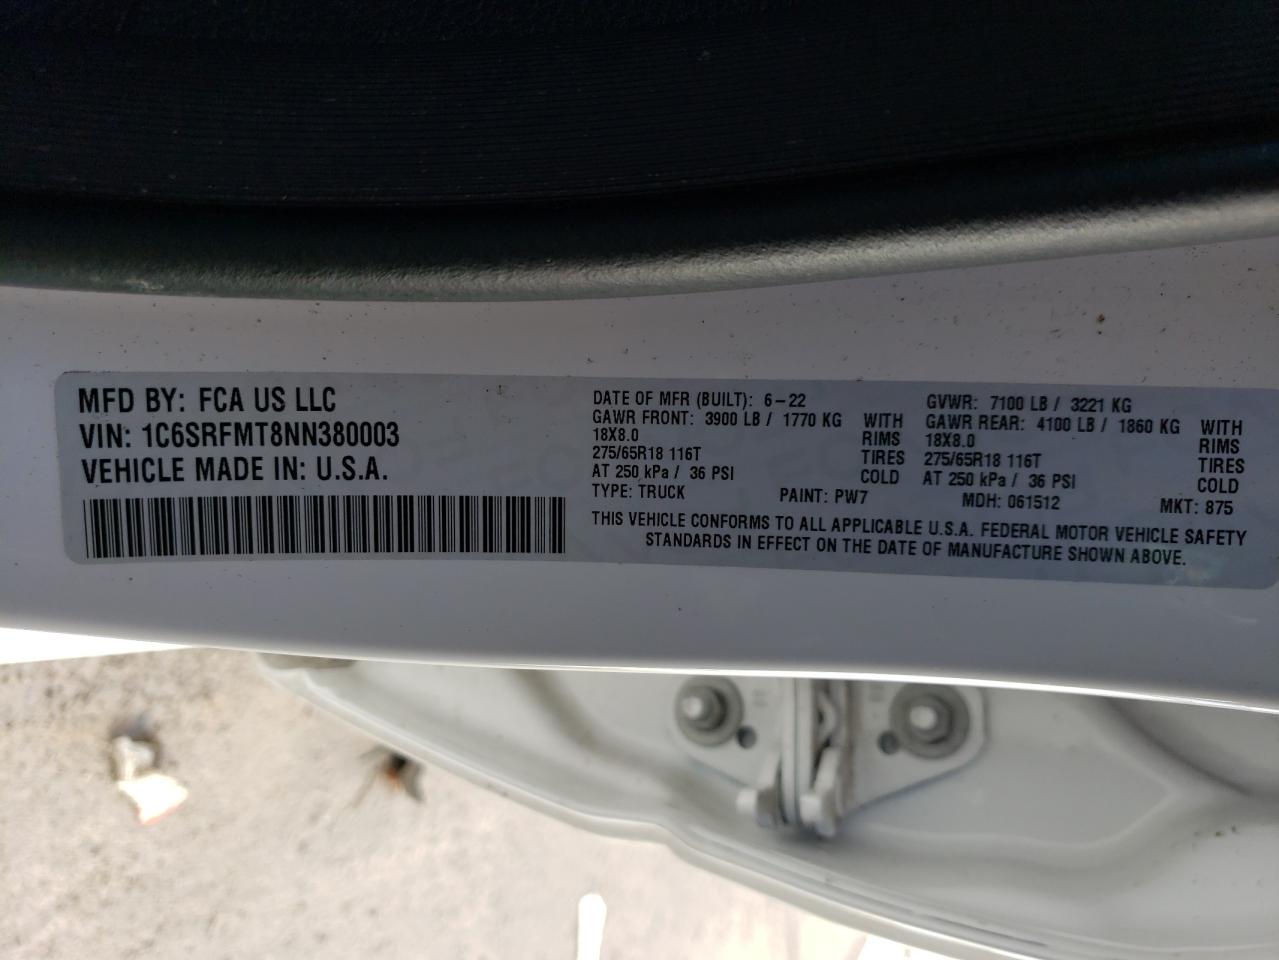 MFD BY: FCA US LLC
VIN: 1C6SRFMT8NN380003
VEHICLE MADE IN: U.S.A.
DATE OF MFR (BUILT): 6-22 GVWR: 7100 LB / 3221 KG
GAWR FRONT: 3900 LB / 1770 KG WITH GAWR REAR: 4100 LB / 1860 KG WITH
18X8.0 RIMS 18X8.0 RIMS
275/65R18 116T TIRES 275/65R18 116T TIRES
AT 250 kPa / 36 PSI COLD AT 250 kPa / 36 PSI COLD
TYPE: TRUCK PAINT: PW7 MDH: 061512 MKT: 875
THIS VEHICLE CONFORMS TO ALL APPLICABLE U.S.A. FEDERAL MOTOR VEHICLE SAFETY
STANDARDS IN EFFECT ON THE DATE OF MANUFACTURE SHOWN ABOVE.